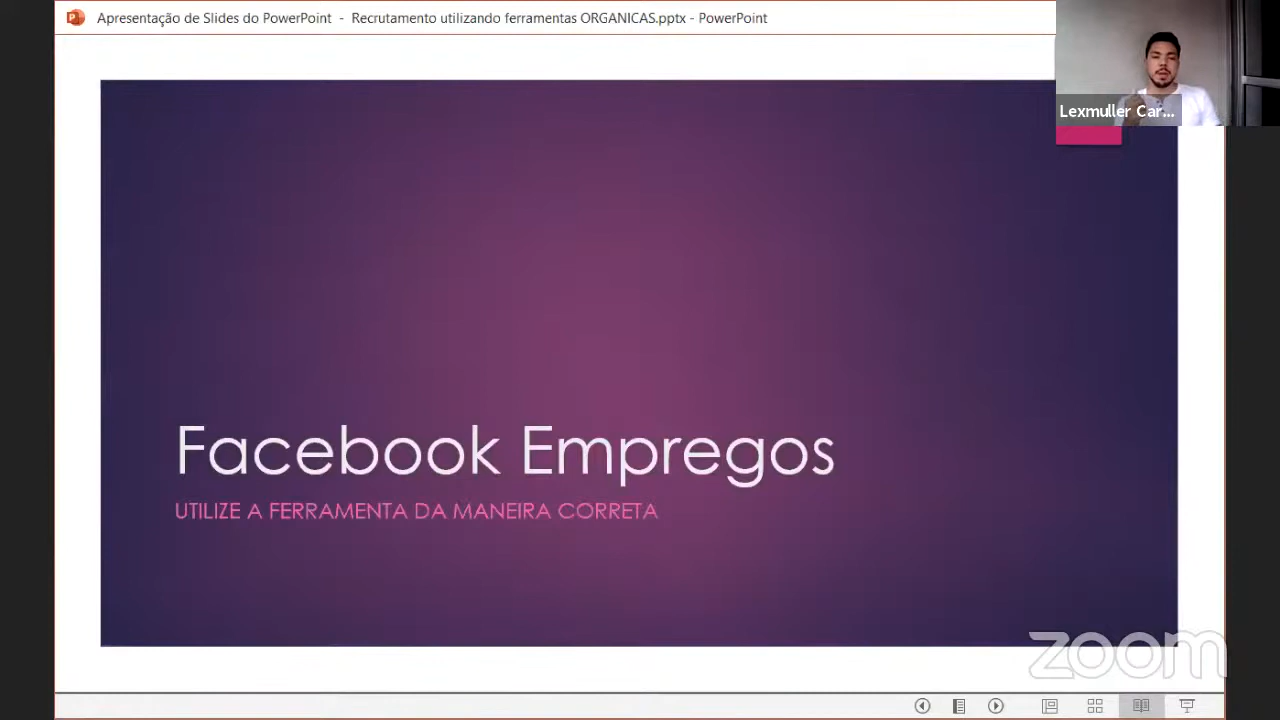 Apresentação de Slides do PowerPoint - Recrutamento utilizando ferramentas ORGANICAS.pptx - PowerPoint
Lexmuller Car...
Facebook Empregos
UTILIZE A FERRAMENTA DA MANEIRA CORRETA
zoom